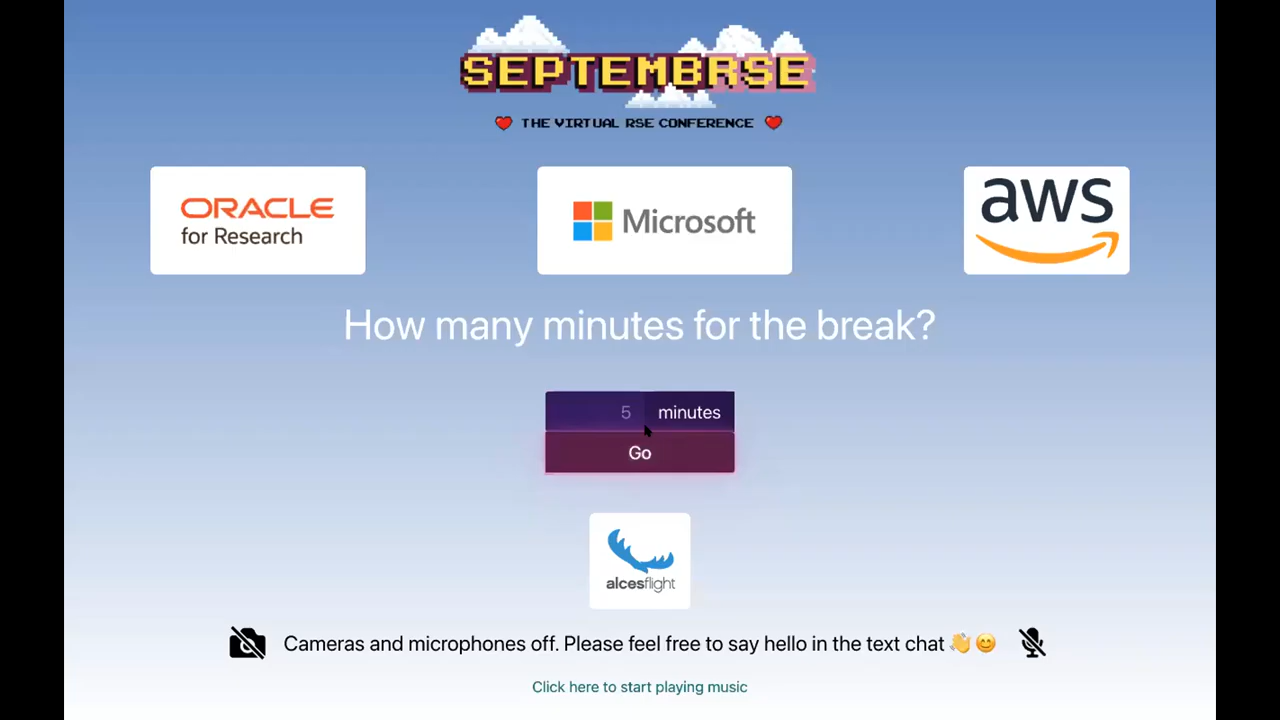 SEPTEMBRSE
THE VIRTUAL RSE CONFERENCE
ORACLE
for Research
Microsoft
aws
How many minutes for the break?
5 minutes
Go
alcesflight
Cameras and microphones off. Please feel free to say hello in the text chat 👋😊
Click here to start playing music